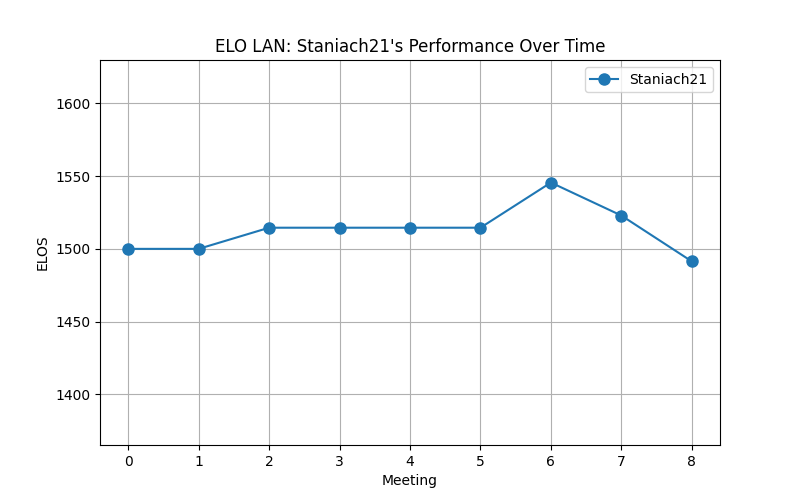 ELO LAN: Staniach21's Performance Over Time
Staniach21
1600
1550
1500
1450
1400
ELOS
0 1 2 3 4 5 6 7 8
Meeting